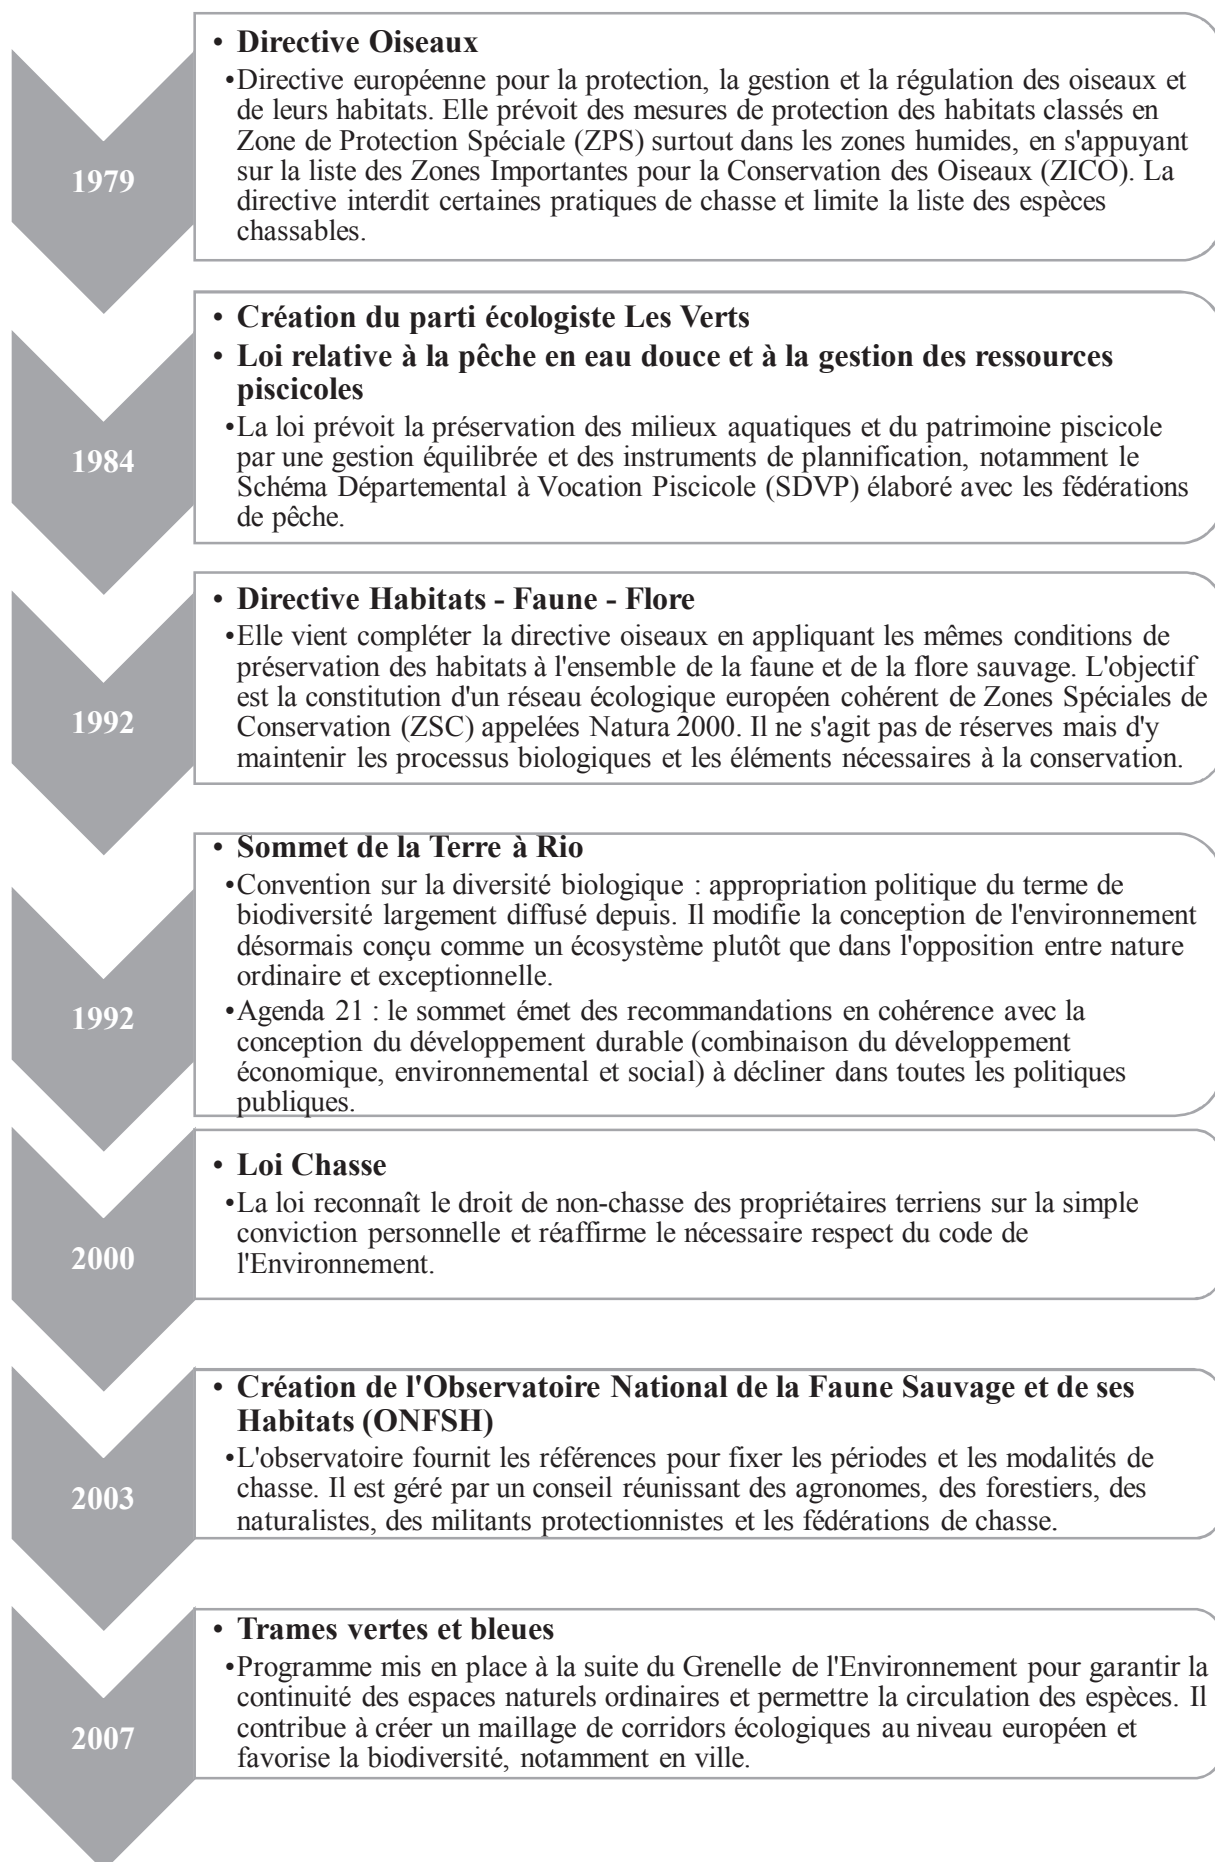 • Directive Oiseaux
•Directive européenne pour la protection, la gestion et la régulation des oiseaux et
de leurs habitats. Elle prévoit des mesures de protection des habitats classés en
Zone de Protection Spéciale (ZPS) surtout dans les zones humides, en s'appuyant
sur la liste des Zones Importantes pour la Conservation des Oiseaux (ZICO). La
directive interdit certaines pratiques de chasse et limite la liste des espèces
chassables.
1979
• Création du parti écologiste Les Verts
• Loi relative à la pêche en eau douce et à la gestion des ressources
piscicoles
•La loi prévoit la préservation des milieux aquatiques et du patrimoine piscicole
par une gestion équilibrée et des instruments de plannification, notamment le
Schéma Départemental à Vocation Piscicole (SDVP) élaboré avec les fédérations
de pêche.
1984
• Directive Habitats - Faune - Flore
•Elle vient compléter la directive oiseaux en appliquant les mêmes conditions de
préservation des habitats à l'ensemble de la faune et de la flore sauvage. L'objectif
est la constitution d'un réseau écologique européen cohérent de Zones Spéciales de
Conservation (ZSC) appelées Natura 2000. Il ne s'agit pas de réserves mais d'y
maintenir les processus biologiques et les éléments nécessaires à la conservation.
1992
• Sommet de la Terre à Rio
•Convention sur la diversité biologique : appropriation politique du terme de
biodiversité largement diffusé depuis. Il modifie la conception de l'environnement
désormais conçu comme un écosystème plutôt que dans l'opposition entre nature
ordinaire et exceptionnelle.
•Agenda 21 : le sommet émet des recommandations en cohérence avec la
conception du développement durable (combinaison du développement
économique, environnemental et social) à décliner dans toutes les politiques
publiques.
1992
• Loi Chasse
•La loi reconnaît le droit de non-chasse des propriétaires terriens sur la simple
conviction personnelle et réaffirme le nécessaire respect du code de
l'Environnement.
2000
• Création de l'Observatoire National de la Faune Sauvage et de ses
Habitats (ONFSH)
•L'observatoire fournit les références pour fixer les périodes et les modalités de
chasse. Il est géré par un conseil réunissant des agronomes, des forestiers, des
naturalistes, des militants protectionnistes et les fédérations de chasse.
2003
• Trames vertes et bleues
•Programme mis en place à la suite du Grenelle de l'Environnement pour garantir la
continuité des espaces naturels ordinaires et permettre la circulation des espèces. Il
contribue à créer un maillage de corridors écologiques au niveau européen et
favorise la biodiversité, notamment en ville.
2007